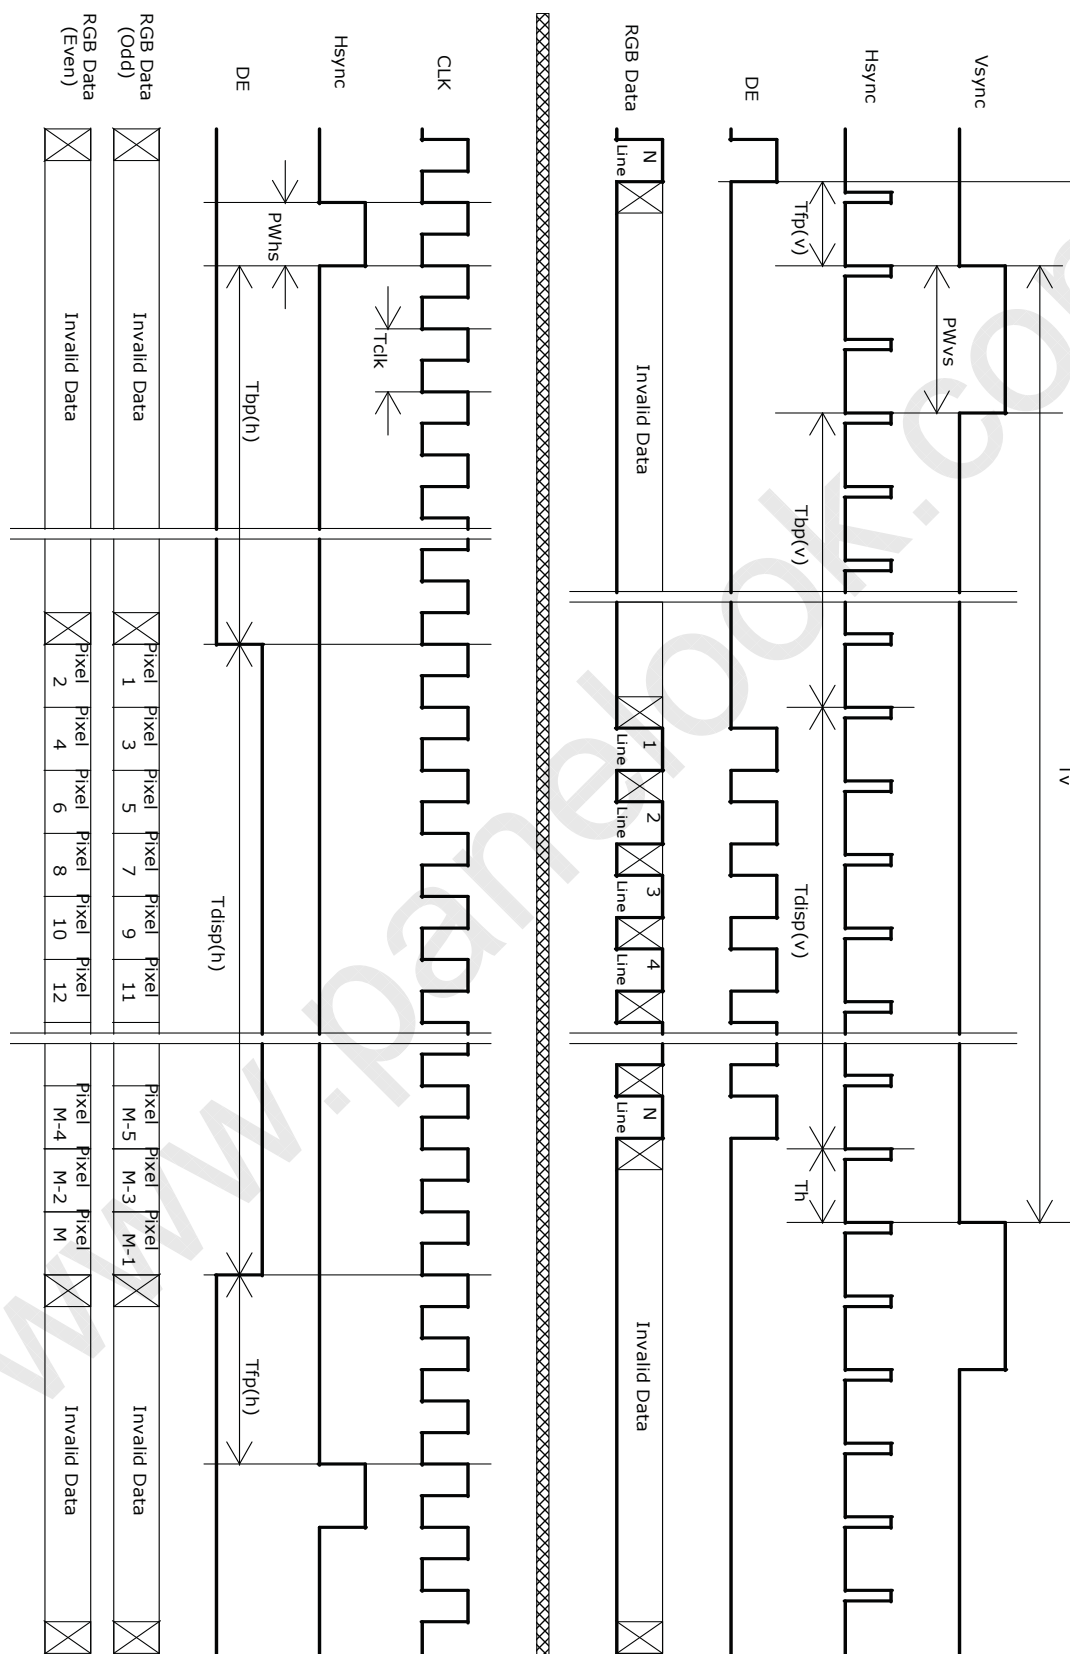 Vsync
Tv
Hsync
Tfp(v)
PWvs
Tbp(v)
Tdisp(v)
Th
DE
RGB Data
Line N
Invalid Data
Line 1
Line 2
Line 3
Line 4
Line N
Invalid Data
CLK
Tclk
Hsync
PWhs
DE
Tbp(h)
Tdisp(h)
Tfp(h)
RGB Data
(Odd)
Invalid Data
Pixel 1
Pixel 3
Pixel 5
Pixel 7
Pixel 9
Pixel 11
Pixel M-5
Pixel M-3
Pixel M-1
Invalid Data
RGB Data
(Even)
Invalid Data
Pixel 2
Pixel 4
Pixel 6
Pixel 8
Pixel 10
Pixel 12
Pixel M-4
Pixel M-2
Pixel M
Invalid Data
www.panelook.com